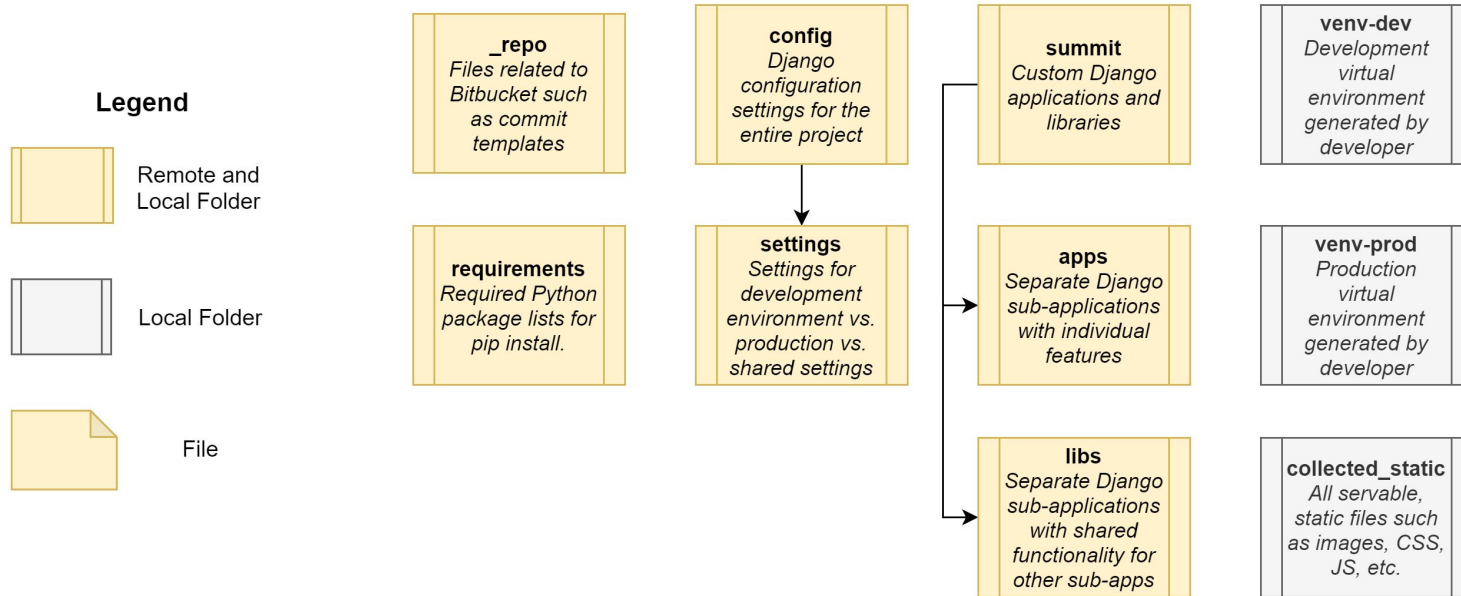 Legend
Remote and
Local Folder
Local Folder
File
_repo
Files related to
Bitbucket such
as commit
templates
requirements
Required Python
package lists for
pip install.
config
Django
configuration
settings for the
entire project
settings
Settings for
development
environment vs.
production vs.
shared settings
summit
Custom Django
applications and
libraries
apps
Separate Django
sub-applications
with individual
features
libs
Separate Django
sub-applications
with shared
functionality for
other sub-apps
venv-dev
Development
virtual
environment
generated by
developer
venv-prod
Production
virtual
environment
generated by
developer
collected_static
All servable,
static files such
as images, CSS,
JS, etc.